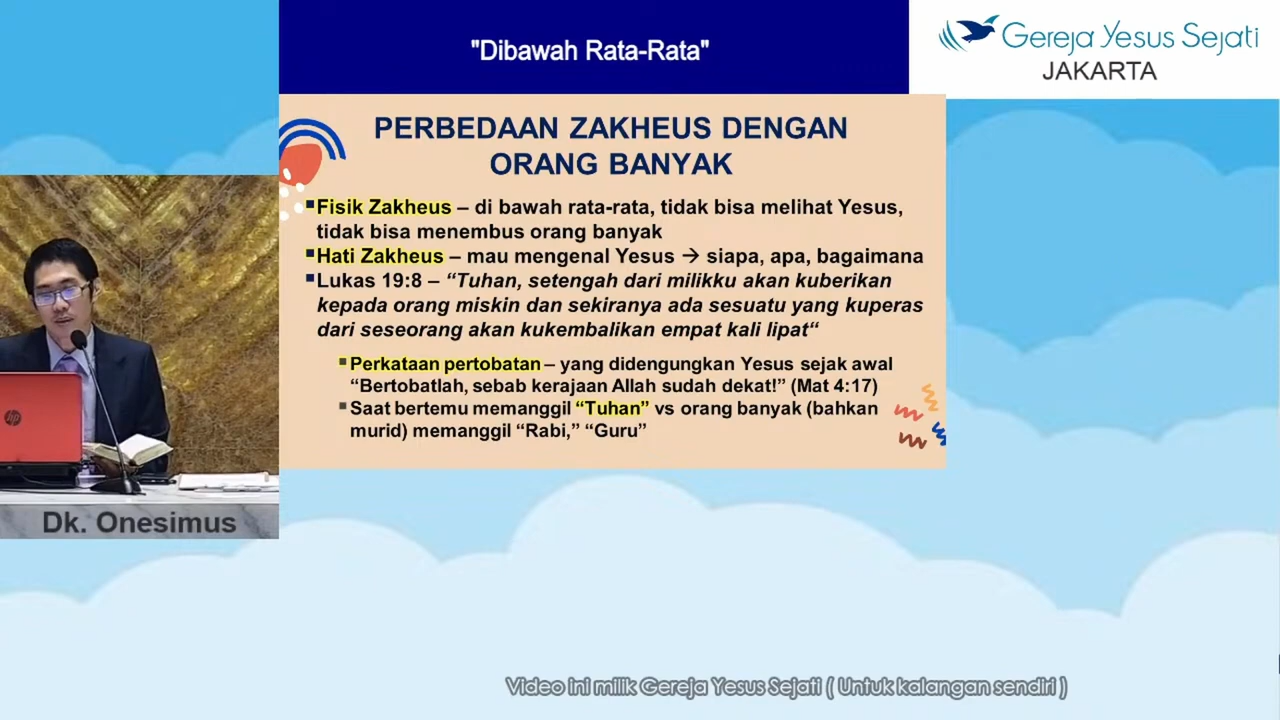 "Dibawah Rata-Rata"
Gereja Yesus Sejati
JAKARTA
PERBEDAAN ZAKHEUS DENGAN
ORANG BANYAK
▪Fisik Zakheus – di bawah rata-rata, tidak bisa melihat Yesus,
tidak bisa menembus orang banyak
▪Hati Zakheus – mau mengenal Yesus → siapa, apa, bagaimana
▪Lukas 19:8 – “Tuhan, setengah dari milikku akan kuberikan
kepada orang miskin dan sekiranya ada sesuatu yang kuperas
dari seseorang akan kukembalikan empat kali lipat“
▪Perkataan pertobatan – yang didengungkan Yesus sejak awal
“Bertobatlah, sebab kerajaan Allah sudah dekat!” (Mat 4:17)
▪Saat bertemu memanggil “Tuhan” vs orang banyak (bahkan
murid) memanggil “Rabi,” “Guru”
hp
Dk. Onesimus
Video ini milik Gereja Yesus Sejati ( Untuk kalangan sendiri )